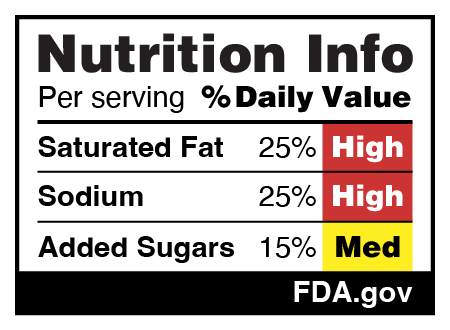 Nutrition Info
Per serving % Daily Value
Saturated Fat 25% High
Sodium 25% High
Added Sugars 15% Med
FDA.gov